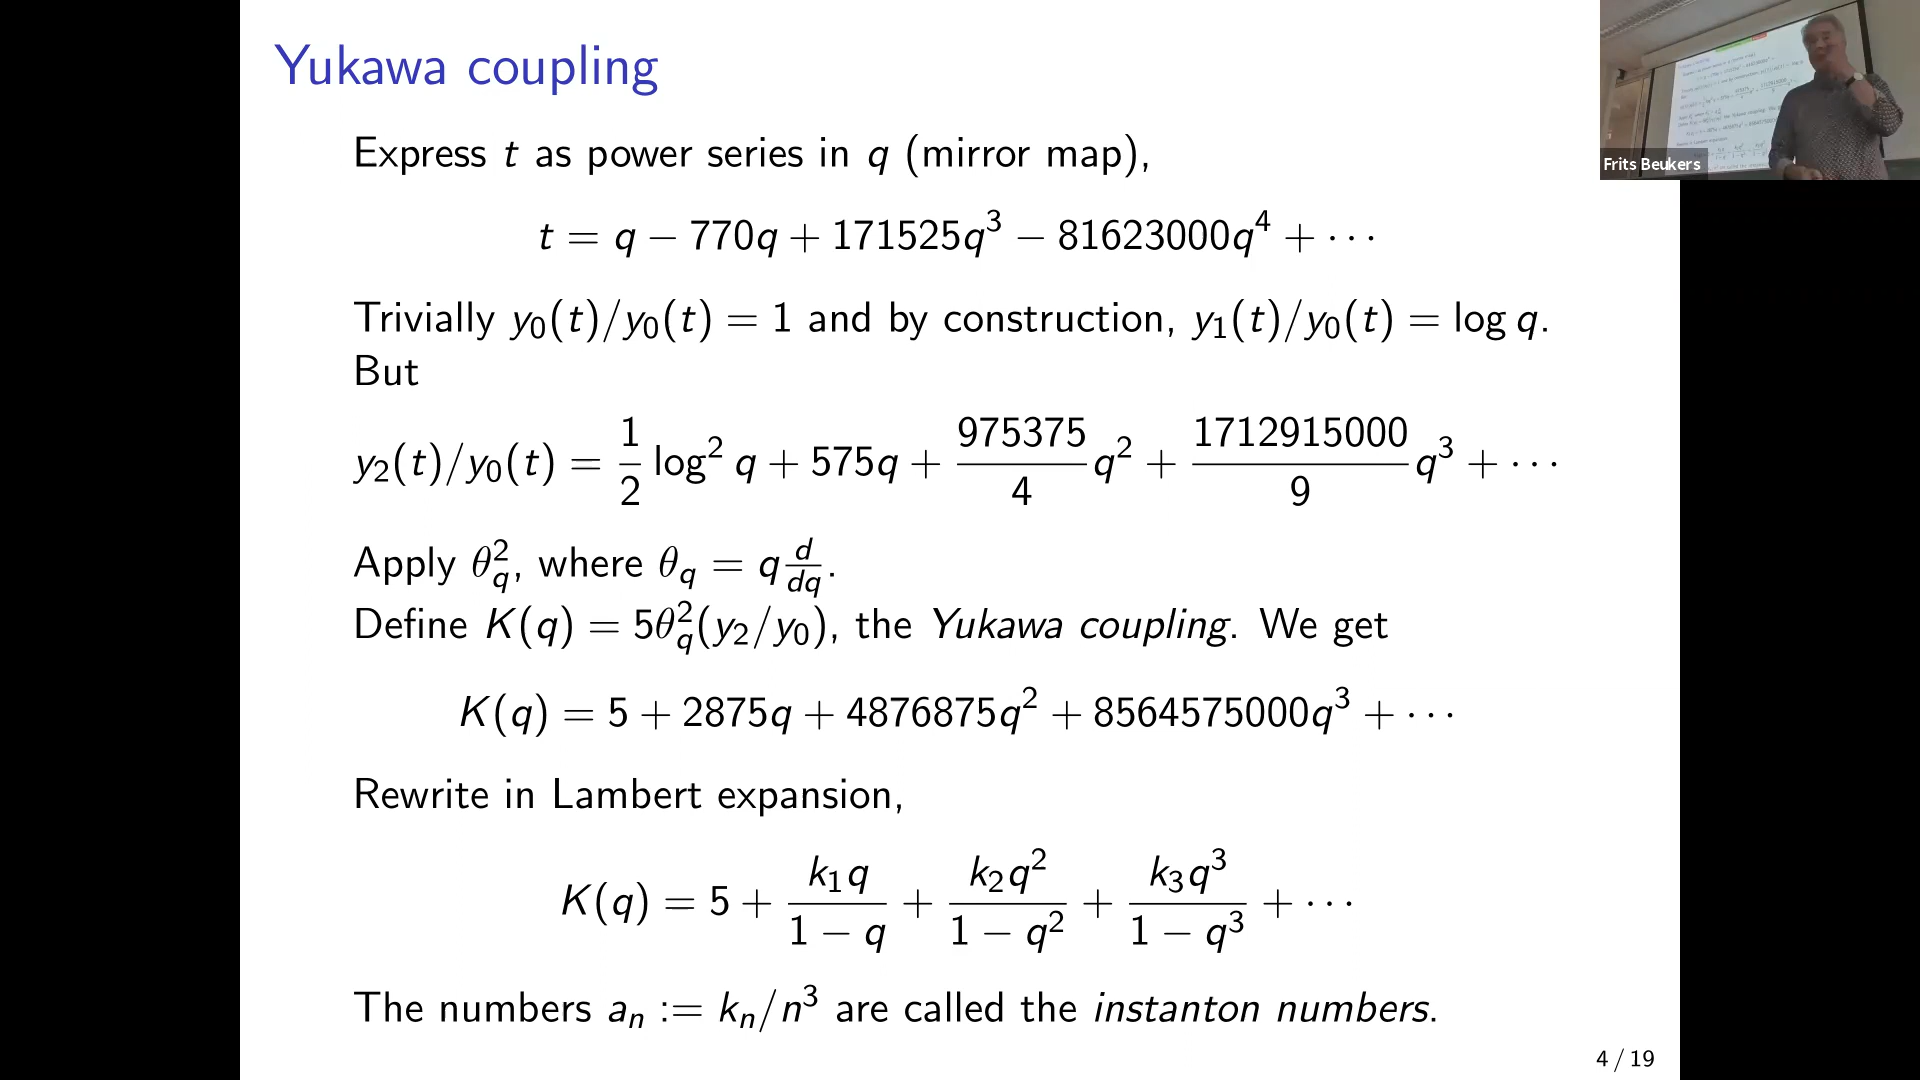 Yukawa coupling
Frits Beukers
Express t as power series in q (mirror map),
t = q − 770q + 171525q³ − 81623000q⁴ + ···
Trivially y₀(t)/y₀(t) = 1 and by construction, y₁(t)/y₀(t) = log q.
But
y₂(t)/y₀(t) = 1/2 log² q + 575q + 975375/4 q² + 1712915000/9 q³ + ···
Apply θ_q², where θ_q = q d/dq.
Define K(q) = 5θ_q²(y₂/y₀), the Yukawa coupling. We get
K(q) = 5 + 2875q + 4876875q² + 8564575000q³ + ···
Rewrite in Lambert expansion,
K(q) = 5 + k₁q/(1 − q) + k₂q²/(1 − q²) + k₃q³/(1 − q³) + ···
The numbers aₙ := kₙ/n³ are called the instanton numbers.
4 / 19